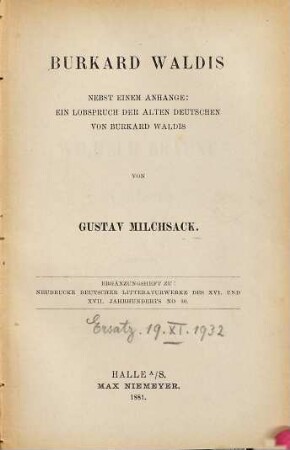 BURKARD WALDIS
NEBST EINEM ANHANGE:
EIN LOBSPRUCH DER ALTEN DEUTSCHEN
VON BURKARD WALDIS
VON
GUSTAV MILCHSACK.
ERGÄNZUNGSHEFT ZU:
NEUDRUCKE DEUTSCHER LITTERATURWERKE DES XVI. UND
XVII. JAHRHUNDERTS NO 30.
Ersatz. 19. XI. 1932
HALLE A/S.
MAX NIEMEYER.
1881.